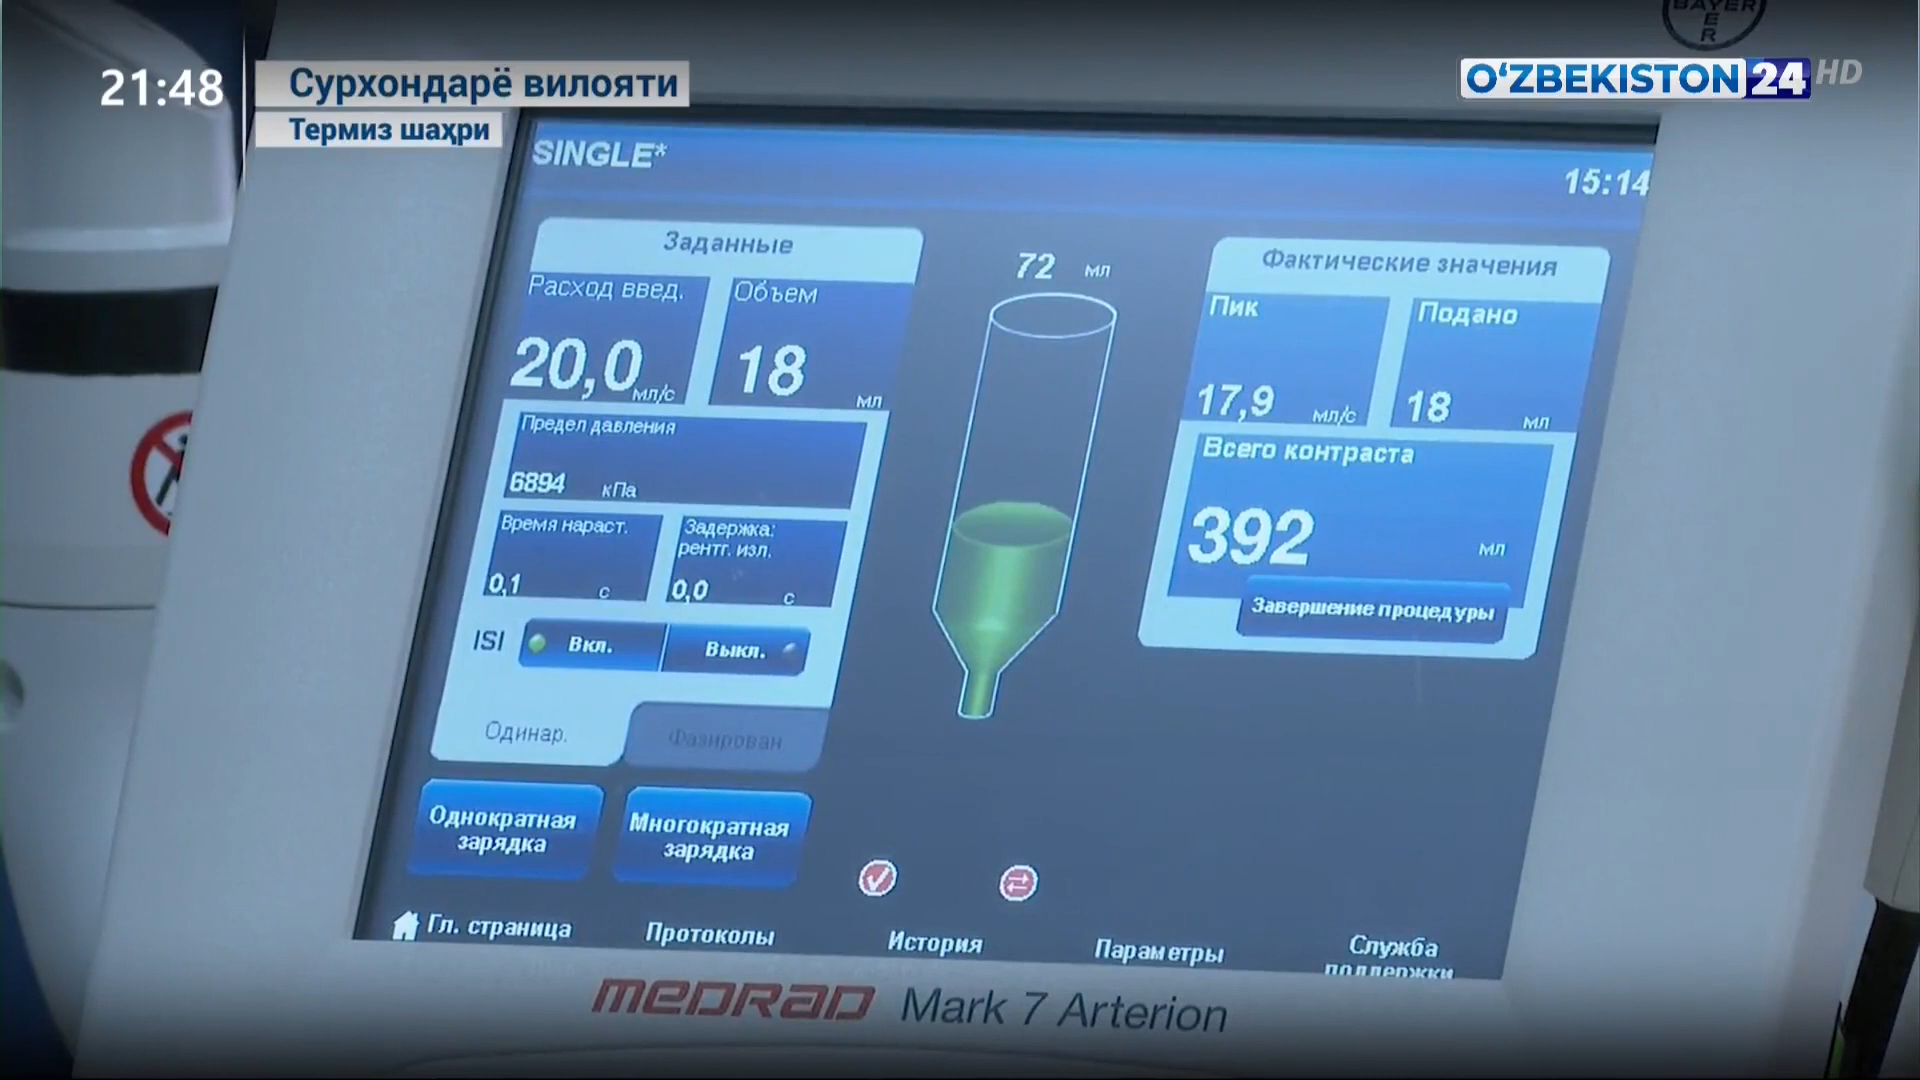 BAYER
E
R
21:48
Сурхондарё вилояти
Термиз шаҳри
O‘ZBEKISTON 24 HD
SINGLE*
15:14
Заданные
Расход введ.
20,0 мл/с
Объем
18 мл
Предел давления
6894 кПа
Время нараст.
0,1 с
Задержка:
рентг. изл.
0,0 с
ISI Вкл. Выкл.
Одинар. Фазирован
Однократная
зарядка
Многократная
зарядка
72 мл
Фактические значения
Пик
17,9 мл/с
Подано
18 мл
Всего контраста
392 мл
Завершение процедуры
Гл. страница
Протоколы
История
Параметры
Служба
поддержки
MEDRAD Mark 7 Arterion